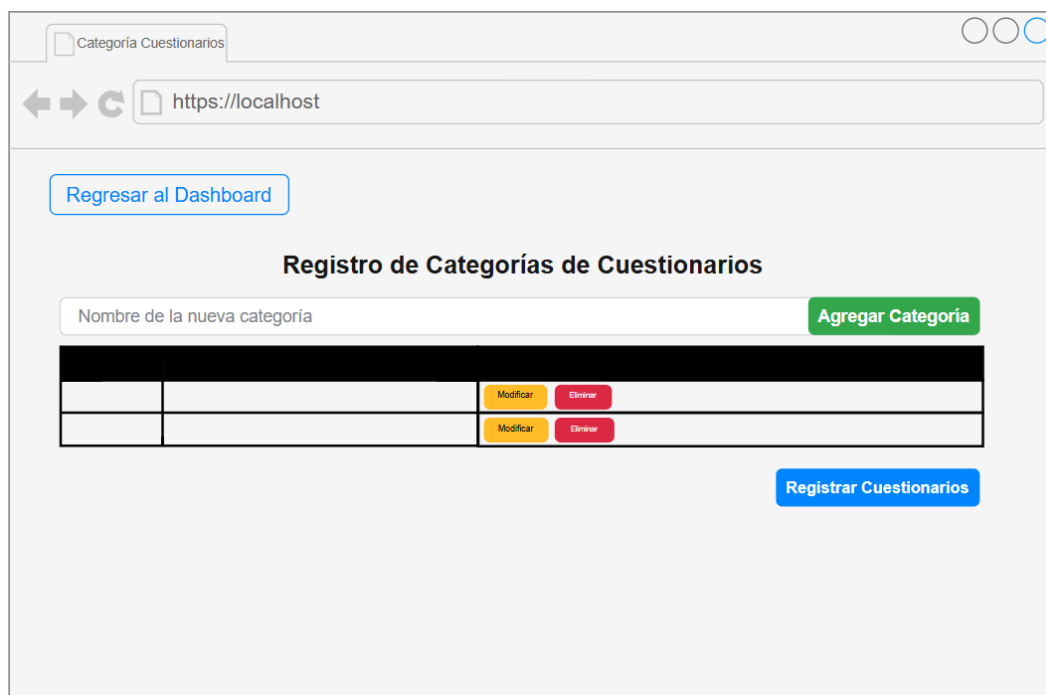 Categoría Cuestionarios
https://localhost
Regresar al Dashboard
Registro de Categorías de Cuestionarios
Nombre de la nueva categoría
Agregar Categoría
Modificar Eliminar
Modificar Eliminar
Registrar Cuestionarios